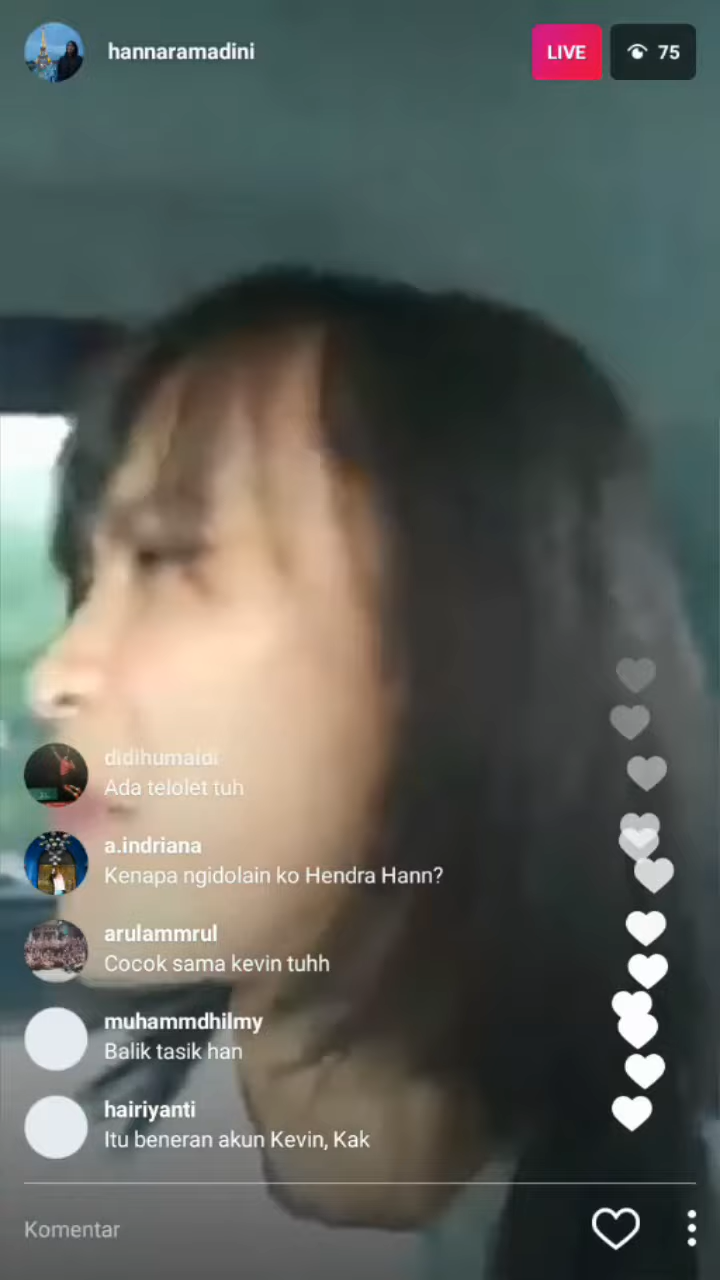 hannaramadini
LIVE
75
didihumaidi
Ada telolet tuh
a.indriana
Kenapa ngidolain ko Hendra Hann?
arulammrul
Cocok sama kevin tuhh
muhammdhilmy
Balik tasik han
hairiyanti
Itu beneran akun Kevin, Kak
Komentar